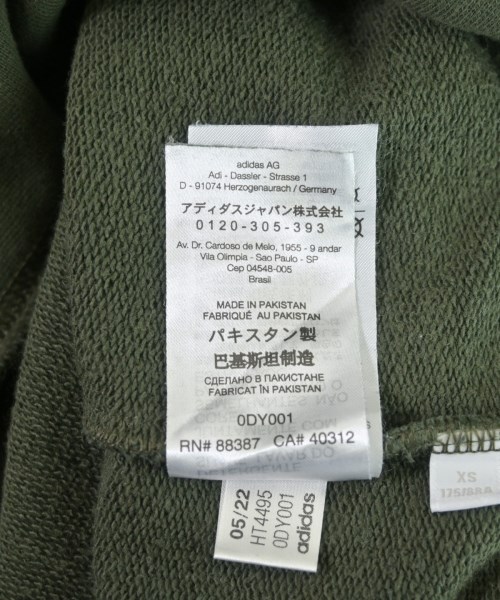 adidas AG
Adi - Dassler - Strasse 1
D - 91074 Herzogenaurach / Germany
アディダスジャパン株式会社
0120-305-393
Av. Dr. Cardoso de Melo, 1955 - 9 andar
Vila Olimpia - Sao Paulo - SP
Cep 04548-005
Brasil
MADE IN PAKISTAN
FABRIQUÉ AU PAKISTAN
パキスタン製
巴基斯坦制造
СДЕЛАНО В ПАКИСТАНЕ
FABRICAT ÎN PAKISTAN
0DY001
RN# 88387 CA# 40312
05/22
HT4495
0DY001
adidas
XS